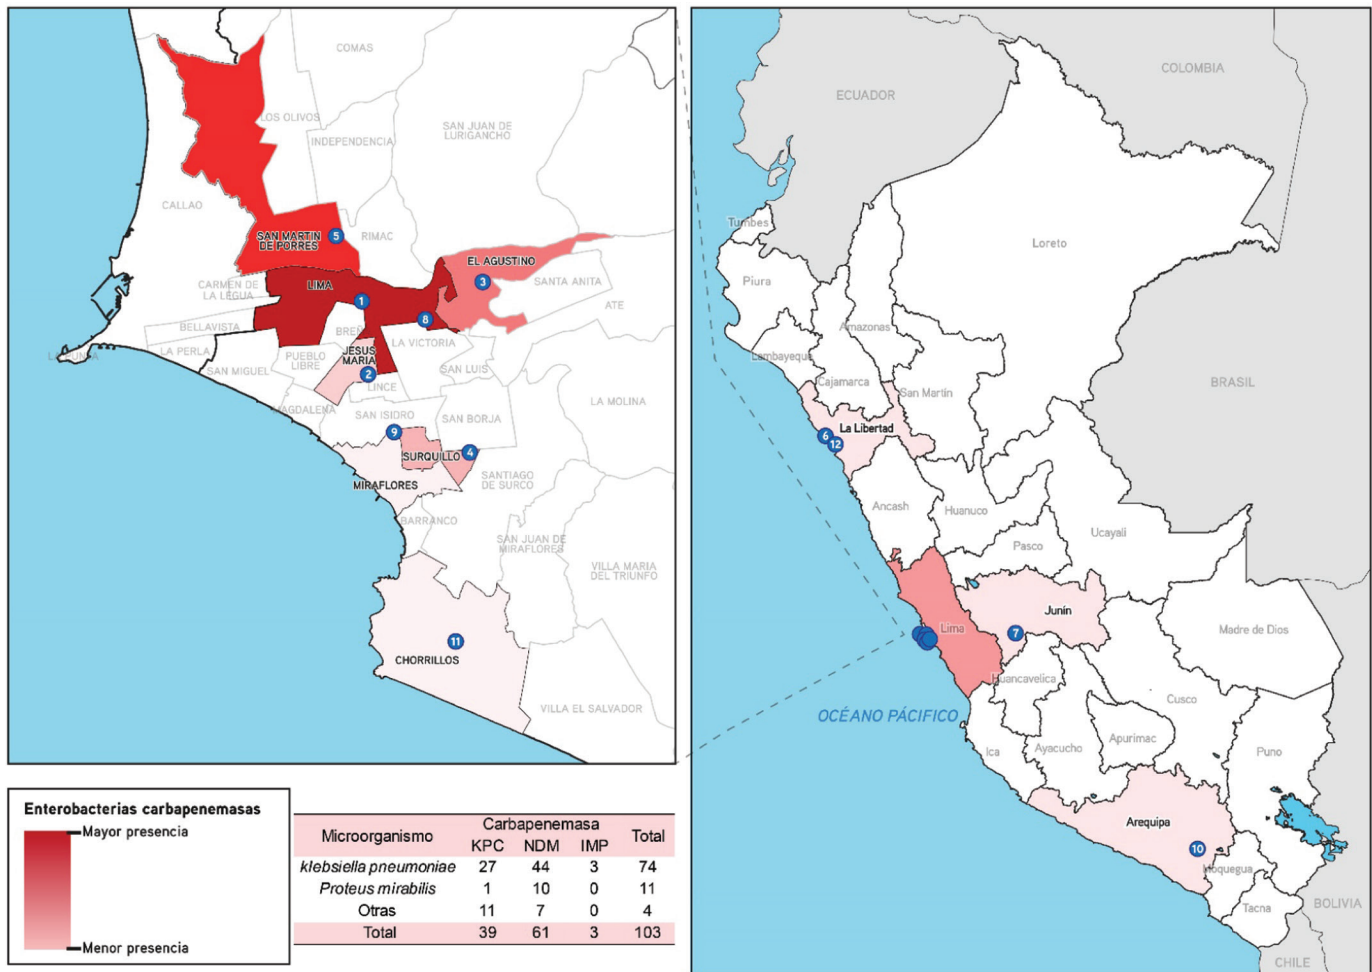 COMAS
LOS OLIVOS
SAN JUAN DE
LURIGANCHO
INDEPENDENCIA
CALLAO
SAN MARTIN
DE PORRES
5
RIMAC
EL AGUSTINO
3
SANTA ANITA
CARMEN DE
LA LEGUA
LIMA
1
ATE
8
BELLAVISTA
BREÑ
LA VICTORIA
LA PERLA
PUEBLO
LIBRE
JESUS
MARIA
2
SAN MIGUEL
LINCE
SAN LUIS
LA MOLINA
MAGDALENA
SAN ISIDRO
SAN BORJA
9
4
SURQUILLO
MIRAFLORES
SANTIAGO
DE SURCO
BARRANCO
SAN JUAN DE
MIRAFLORES
VILLA MARIA
DEL TRIUNFO
11
CHORRILLOS
VILLA EL SALVADOR
COLOMBIA
ECUADOR
Tumbes
Loreto
Piura
Amazonas
Lambayeque
Cajamarca
San Martín
BRASIL
La Libertad
6
12
Ancash
Huanuco
Ucayali
Pasco
Junín
Lima
7
Madre de Dios
Huancavelica
Cusco
OCÉANO PÁCIFICO
Ica
Ayacucho
Apurimac
Puno
Arequipa
10
Moquegua
Tacna
BOLIVIA
CHILE
Enterobacterias carbapenemasas
Mayor presencia
Menor presencia
Microorganismo Carbapenemasa Total
KPC NDM IMP
klebsiella pneumoniae 27 44 3 74
Proteus mirabilis 1 10 0 11
Otras 11 7 0 4
Total 39 61 3 103